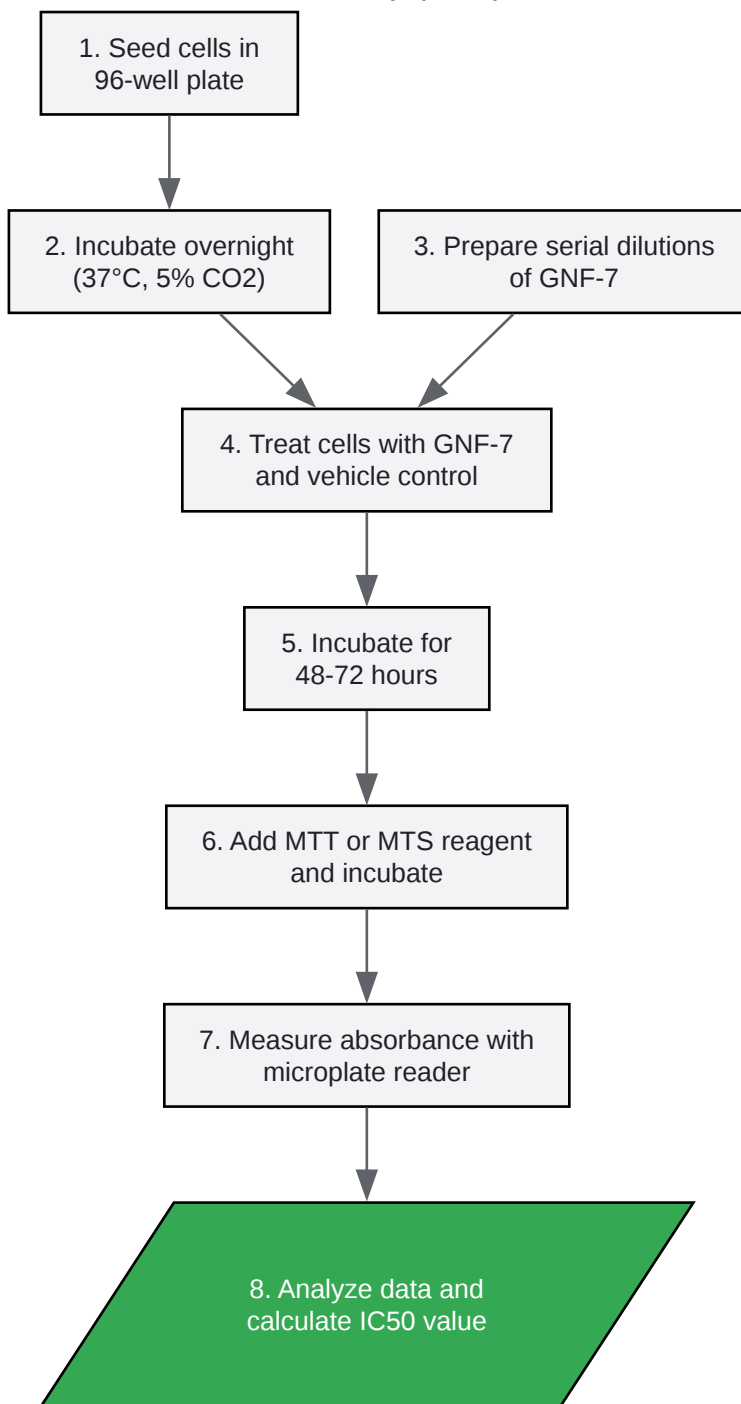 1. Seed cells in
96-well plate
2. Incubate overnight
(37°C, 5% CO2)
3. Prepare serial dilutions
of GNF-7
4. Treat cells with GNF-7
and vehicle control
5. Incubate for
48-72 hours
6. Add MTT or MTS reagent
and incubate
7. Measure absorbance with
microplate reader
8. Analyze data and
calculate IC50 value